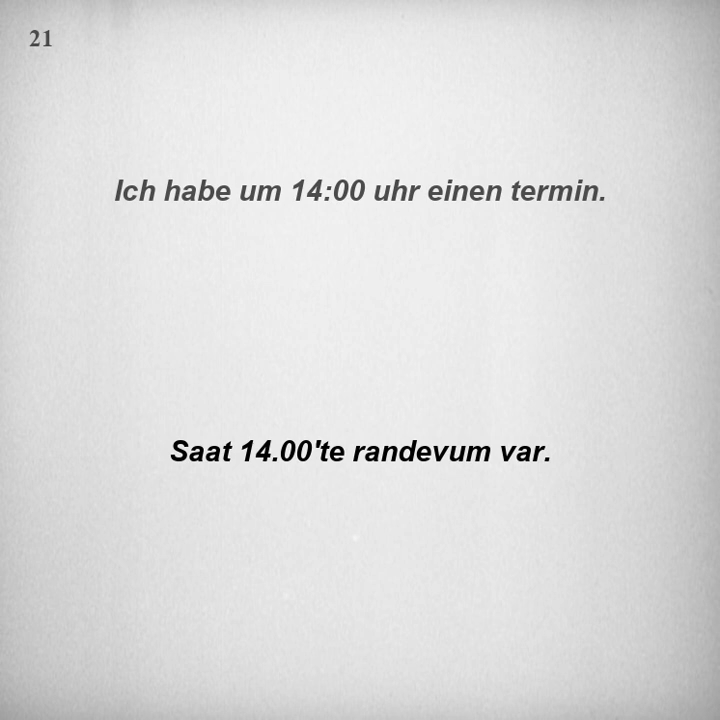 21
Ich habe um 14:00 uhr einen termin.
Saat 14.00'te randevum var.